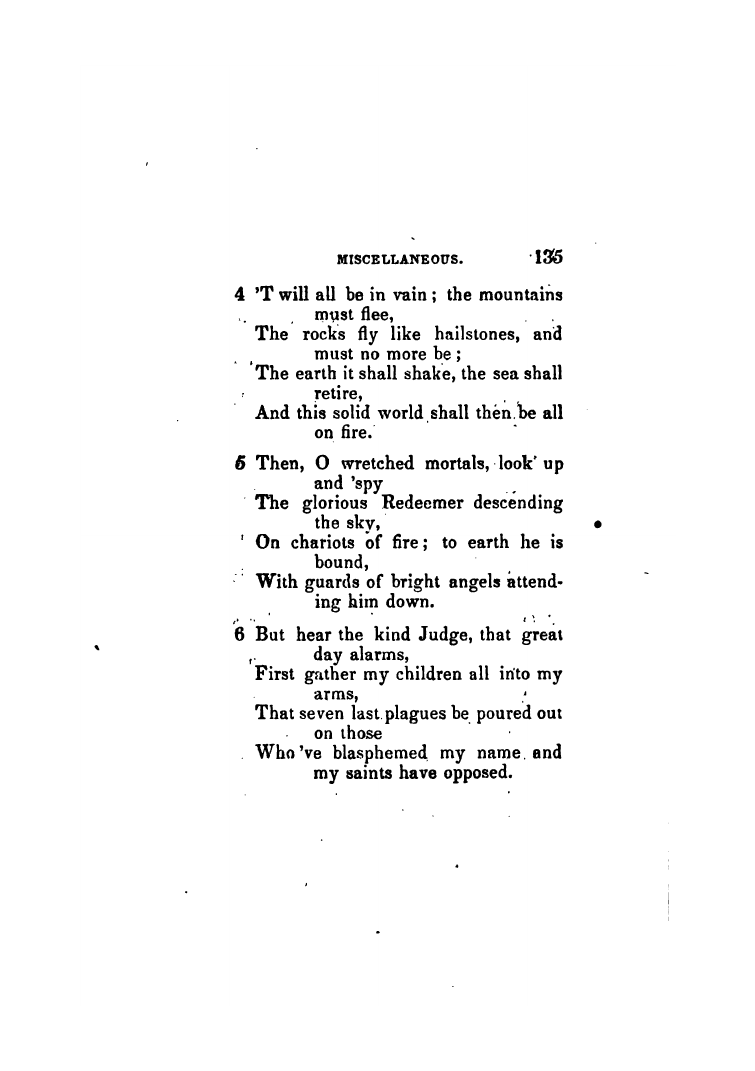 MISCELLANEOUS. 135
4 'T will all be in vain ; the mountains
must flee,
The rocks fly like hailstones, and
must no more be ;
The earth it shall shake, the sea shall
retire,
And this solid world shall then be all
on fire.
5 Then, O wretched mortals, look up
and 'spy
The glorious Redeemer descending
the sky,
On chariots of fire ; to earth he is
bound,
With guards of bright angels attend-
ing him down.
6 But hear the kind Judge, that great
day alarms,
First gather my children all into my
arms,
That seven last plagues be poured out
on those
Who 've blasphemed my name and
my saints have opposed.